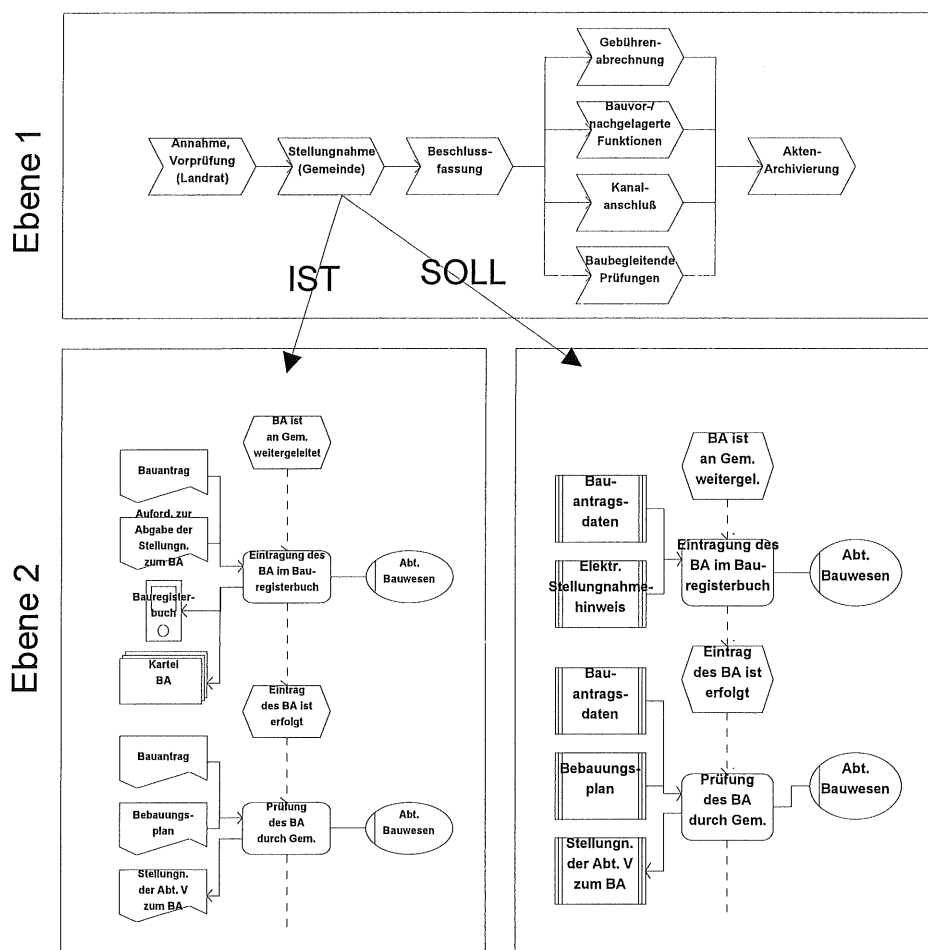 Ebene 1
Annahme,
Vorprüfung
(Landrat)
Stellungnahme
(Gemeinde)
Beschluss-
fassung
Gebühren-
abrechnung
Bauvor-/
nachgelagerte
Funktionen
Kanal-
anschluß
Baubegleitende
Prüfungen
Akten-
Archivierung
IST
SOLL
Ebene 2
BA ist
an Gem.
weitergeleitet
Bauantrag
Auford. zur
Abgabe der
Stellungn.
zum BA
Eintragung des
BA im Bau-
registerbuch
Abt.
Bauwesen
Bauregister-
buch
Kartei
BA
Eintrag
des BA ist
erfolgt
Bauantrag
Bebauungs-
plan
Prüfung
des BA
durch Gem.
Abt.
Bauwesen
Stellungn.
der Abt. V
zum BA
BA ist
an Gem.
weitergel.
Bau-
antrags-
daten
Elektr.
Stellungnahme-
hinweis
Eintragung des
BA im Bau-
registerbuch
Abt.
Bauwesen
Eintrag
des BA ist
erfolgt
Bau-
antrags-
daten
Bebauungs-
plan
Prüfung
des BA
durch Gem.
Abt.
Bauwesen
Stellungn.
der Abt. V
zum BA